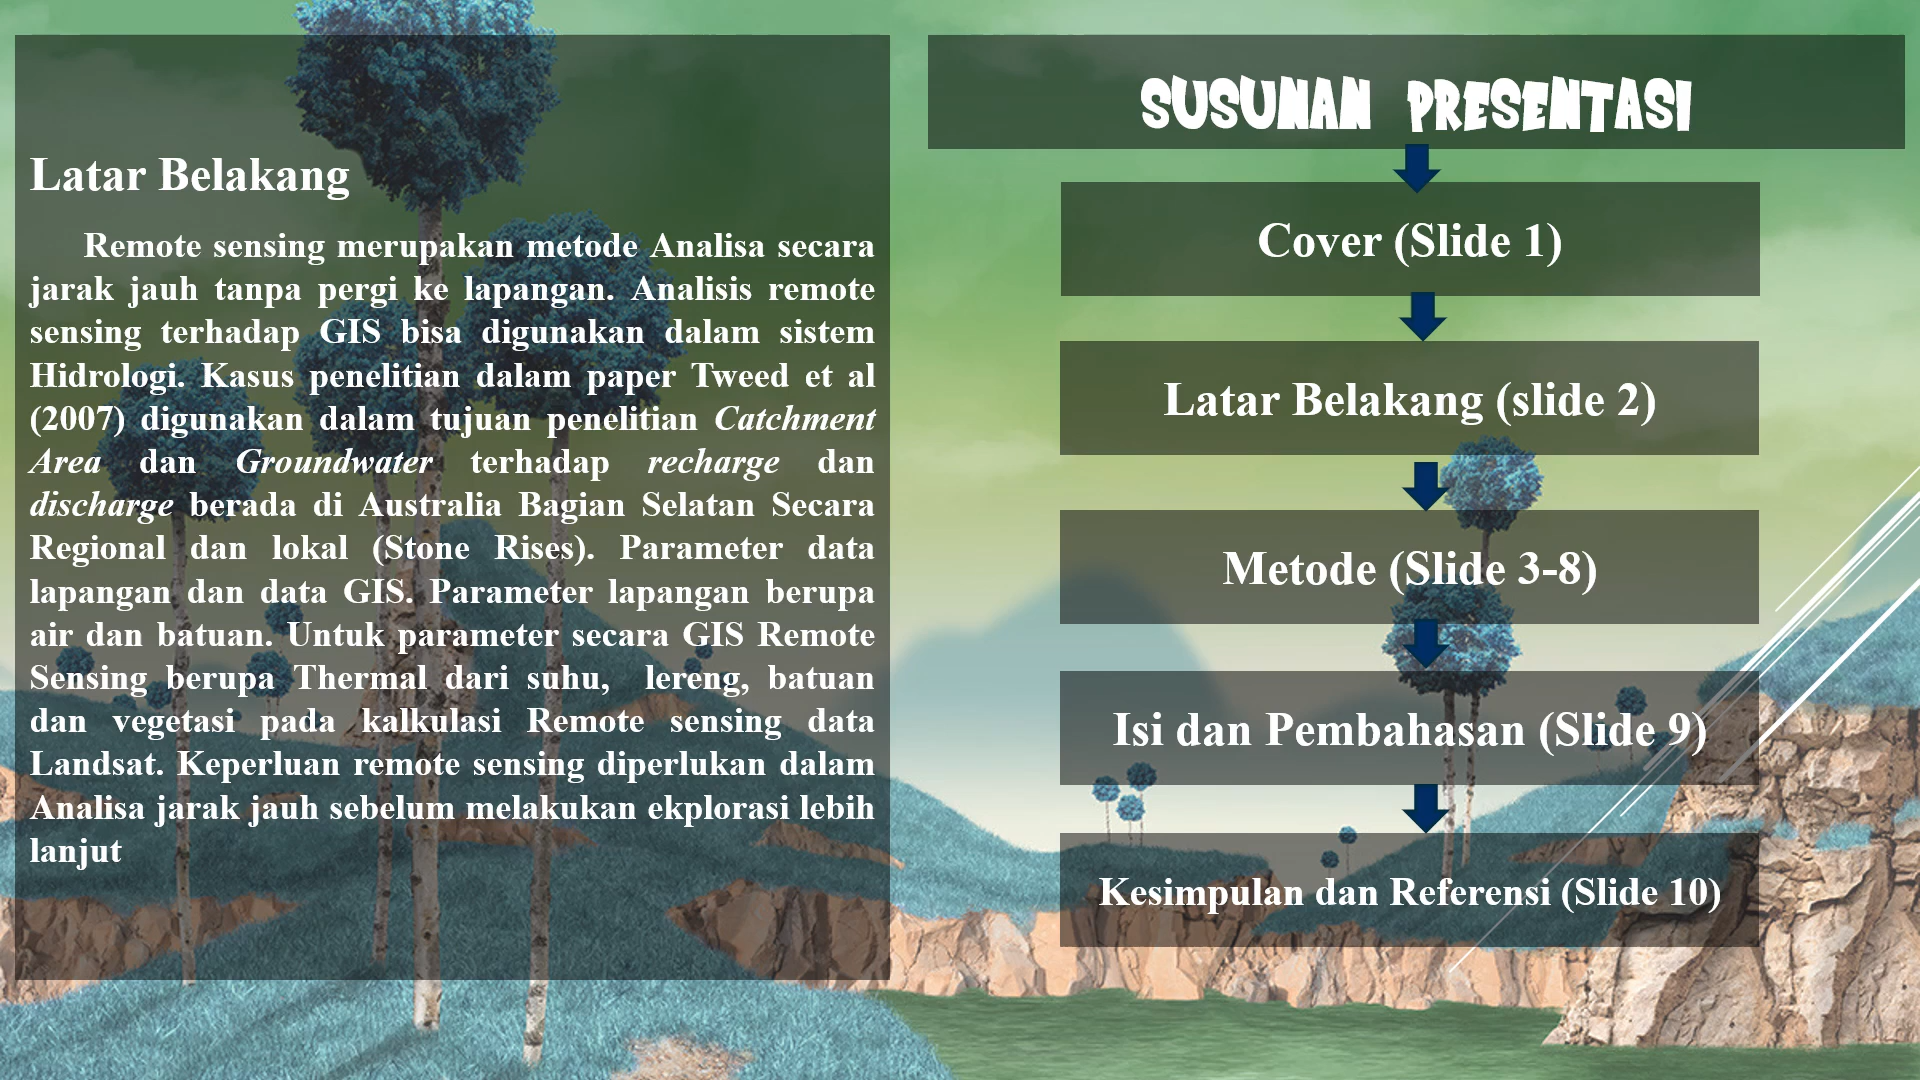 Latar Belakang
Remote sensing merupakan metode Analisa secara
jarak jauh tanpa pergi ke lapangan. Analisis remote
sensing terhadap GIS bisa digunakan dalam sistem
Hidrologi. Kasus penelitian dalam paper Tweed et al
(2007) digunakan dalam tujuan penelitian Catchment
Area dan Groundwater terhadap recharge dan
discharge berada di Australia Bagian Selatan Secara
Regional dan lokal (Stone Rises). Parameter data
lapangan dan data GIS. Parameter lapangan berupa
air dan batuan. Untuk parameter secara GIS Remote
Sensing berupa Thermal dari suhu, lereng, batuan
dan vegetasi pada kalkulasi Remote sensing data
Landsat. Keperluan remote sensing diperlukan dalam
Analisa jarak jauh sebelum melakukan ekplorasi lebih
lanjut
SUSUNAN PRESENTASI
Cover (Slide 1)
Latar Belakang (slide 2)
Metode (Slide 3-8)
Isi dan Pembahasan (Slide 9)
Kesimpulan dan Referensi (Slide 10)